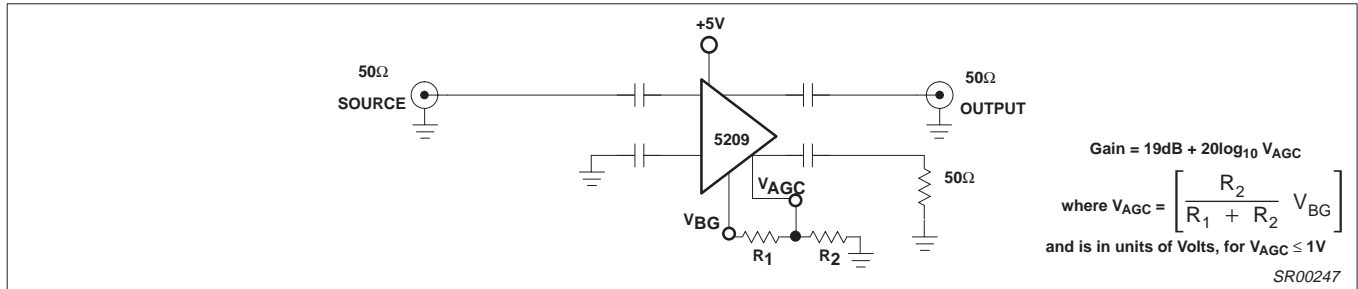 +5V
50Ω
SOURCE
5209
50Ω
OUTPUT
50Ω
VAGC
VBG
R1
R2
Gain = 19dB + 20log10 VAGC
where VAGC = [ R2 / R1 + R2 VBG ]
and is in units of Volts, for VAGC ≤ 1V
SR00247